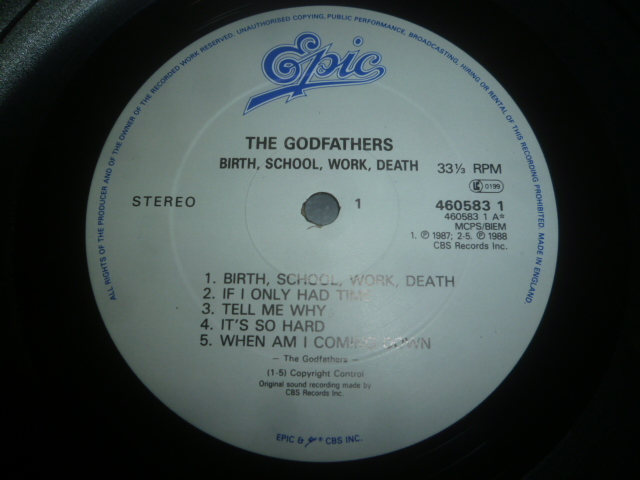 ALL RIGHTS OF THE PRODUCER AND OF THE OWNER OF THE RECORDED WORK RESERVED. UNAUTHORISED COPYING, PUBLIC PERFORMANCE, BROADCASTING, HIRING OR RENTAL OF THIS RECORDING PROHIBITED. MADE IN ENGLAND.
Epic
THE GODFATHERS
BIRTH, SCHOOL, WORK, DEATH
33⅓ RPM
0199
STEREO
1
460583 1
460583 1 A*
MCPS/BIEM
1. ℗ 1987; 2-5. ℗ 1988
CBS Records Inc.
1. BIRTH, SCHOOL, WORK, DEATH
2. IF I ONLY HAD TIME
3. TELL ME WHY
4. IT'S SO HARD
5. WHEN AM I COMING DOWN
— The Godfathers —
(1-5) Copyright Control
Original sound recording made by
CBS Records Inc.
EPIC & ® CBS INC.